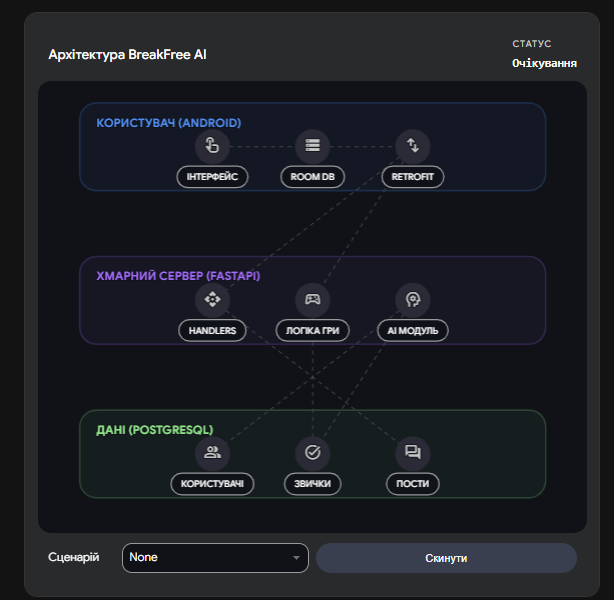 Архітектура BreakFree AI
СТАТУС
Очікування
КОРИСТУВАЧ (ANDROID)
ІНТЕРФЕЙС
ROOM DB
RETROFIT
ХМАРНИЙ СЕРВЕР (FASTAPI)
HANDLERS
ЛОГІКА ГРИ
AI МОДУЛЬ
ДАНІ (POSTGRESQL)
КОРИСТУВАЧІ
ЗВИЧКИ
ПОСТИ
Сценарій
None
Скинути